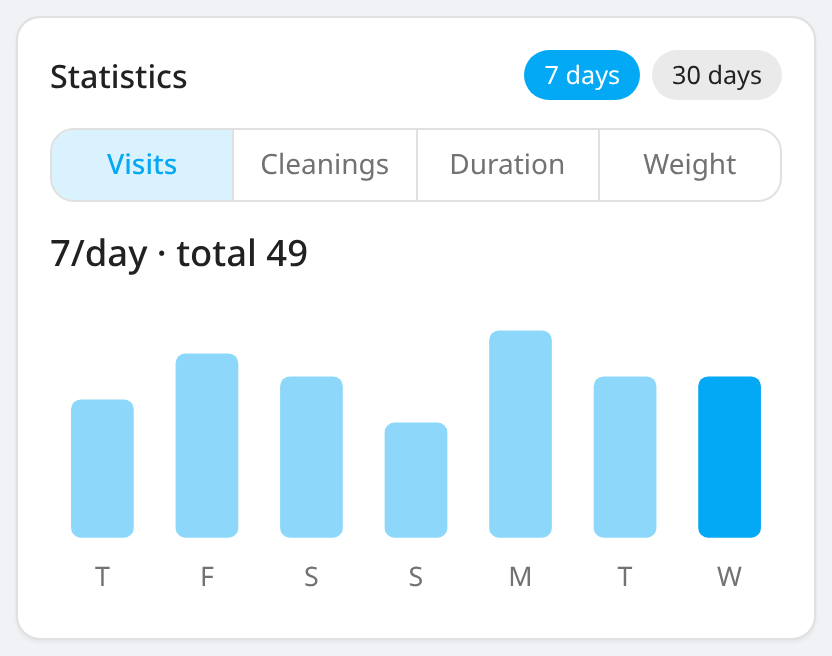 Statistics
7 days
30 days
Visits
Cleanings
Duration
Weight
7/day · total 49
T F S S M T W